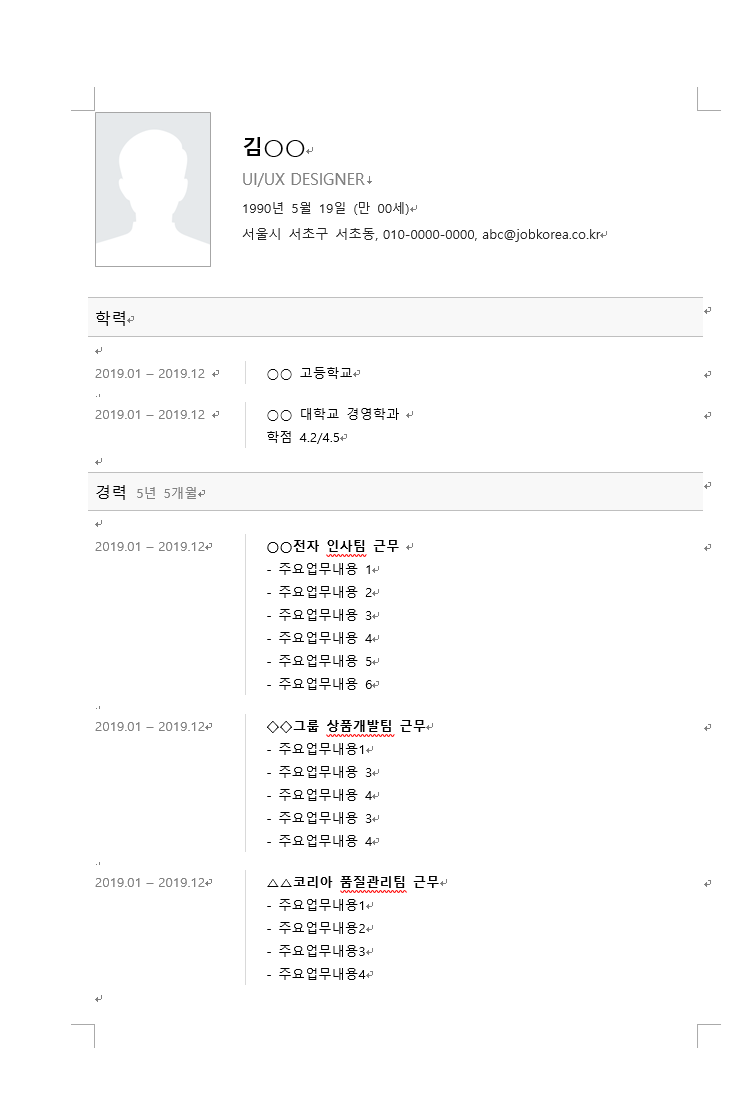 김○○
UI/UX DESIGNER
1990년 5월 19일 (만 00세)
서울시 서초구 서초동, 010-0000-0000, abc@jobkorea.co.kr
학력
2019.01 – 2019.12 ○○ 고등학교
2019.01 – 2019.12 ○○ 대학교 경영학과
학점 4.2/4.5
경력 5년 5개월
2019.01 – 2019.12 ○○전자 인사팀 근무
- 주요업무내용 1
- 주요업무내용 2
- 주요업무내용 3
- 주요업무내용 4
- 주요업무내용 5
- 주요업무내용 6
2019.01 – 2019.12 ◇◇그룹 상품개발팀 근무
- 주요업무내용1
- 주요업무내용 3
- 주요업무내용 4
- 주요업무내용 3
- 주요업무내용 4
2019.01 – 2019.12 △△코리아 품질관리팀 근무
- 주요업무내용1
- 주요업무내용2
- 주요업무내용3
- 주요업무내용4